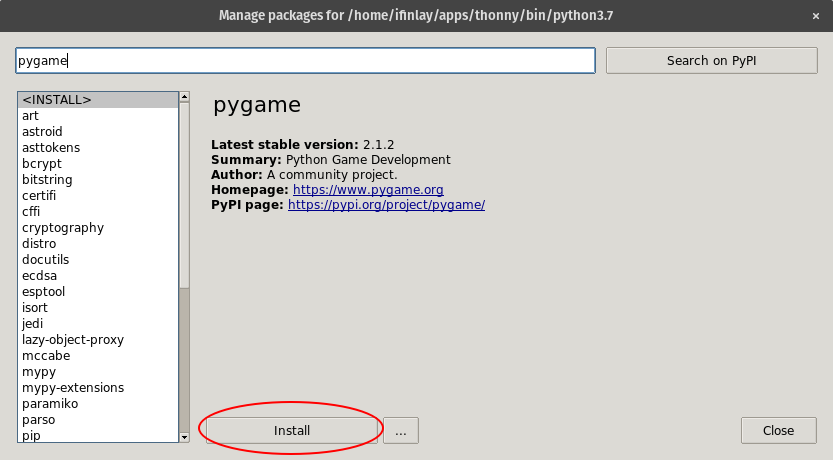 Manage packages for /home/ifinlay/apps/thonny/bin/python3.7
×
pygame
Search on PyPI
<INSTALL>
art
astroid
asttokens
bcrypt
bitstring
certifi
cffi
cryptography
distro
docutils
ecdsa
esptool
isort
jedi
lazy-object-proxy
mccabe
mypy
mypy-extensions
paramiko
parso
pip
pygame
Latest stable version: 2.1.2
Summary: Python Game Development
Author: A community project.
Homepage: https://www.pygame.org
PyPI page: https://pypi.org/project/pygame/
Install
...
Close